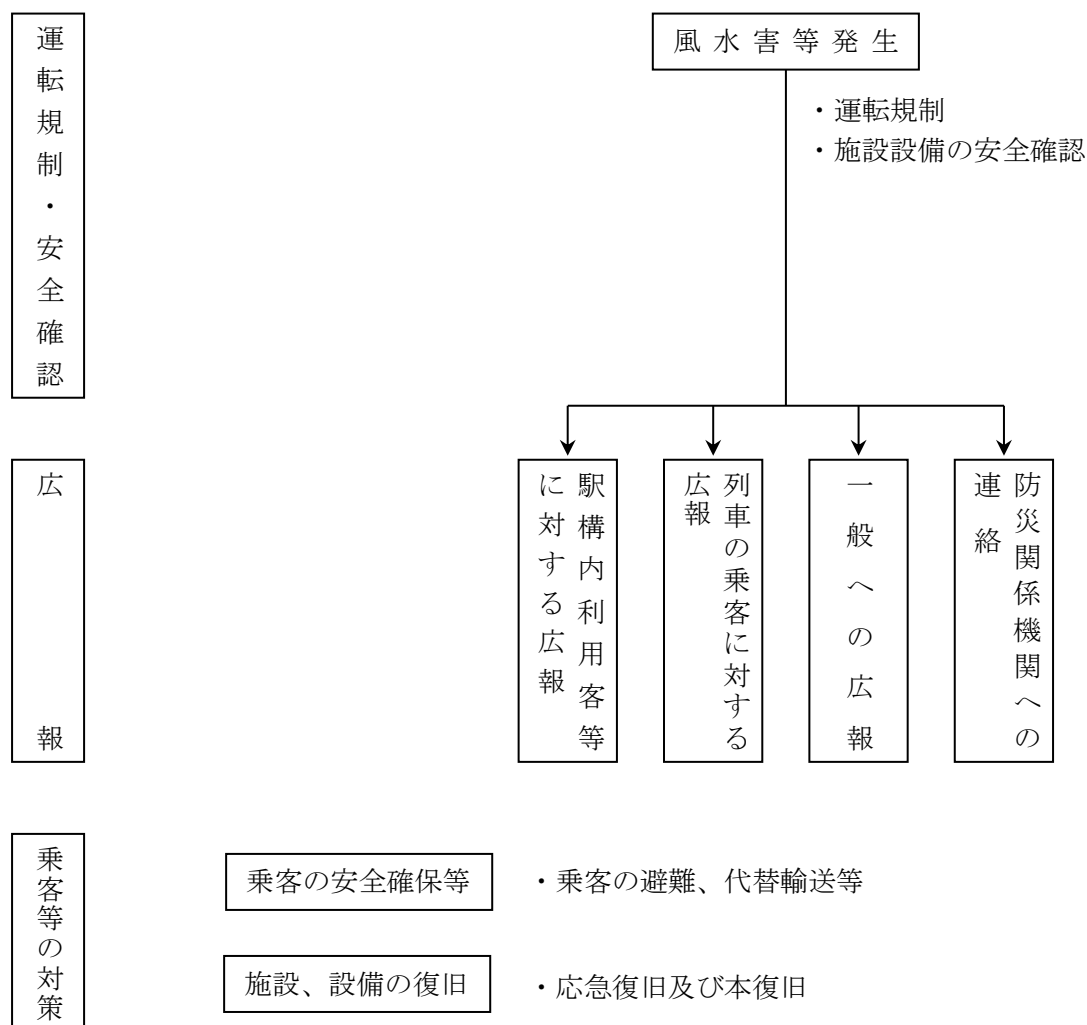 運転規制・安全確認
風水害等発生
・運転規制
・施設設備の安全確認
広報
駅構内利用客等
に対する広報
列車の乗客に対する
広報
一般への広報
防災関係機関への
連絡
乗客等の対策
乗客の安全確保等
・乗客の避難、代替輸送等
施設、設備の復旧
・応急復旧及び本復旧